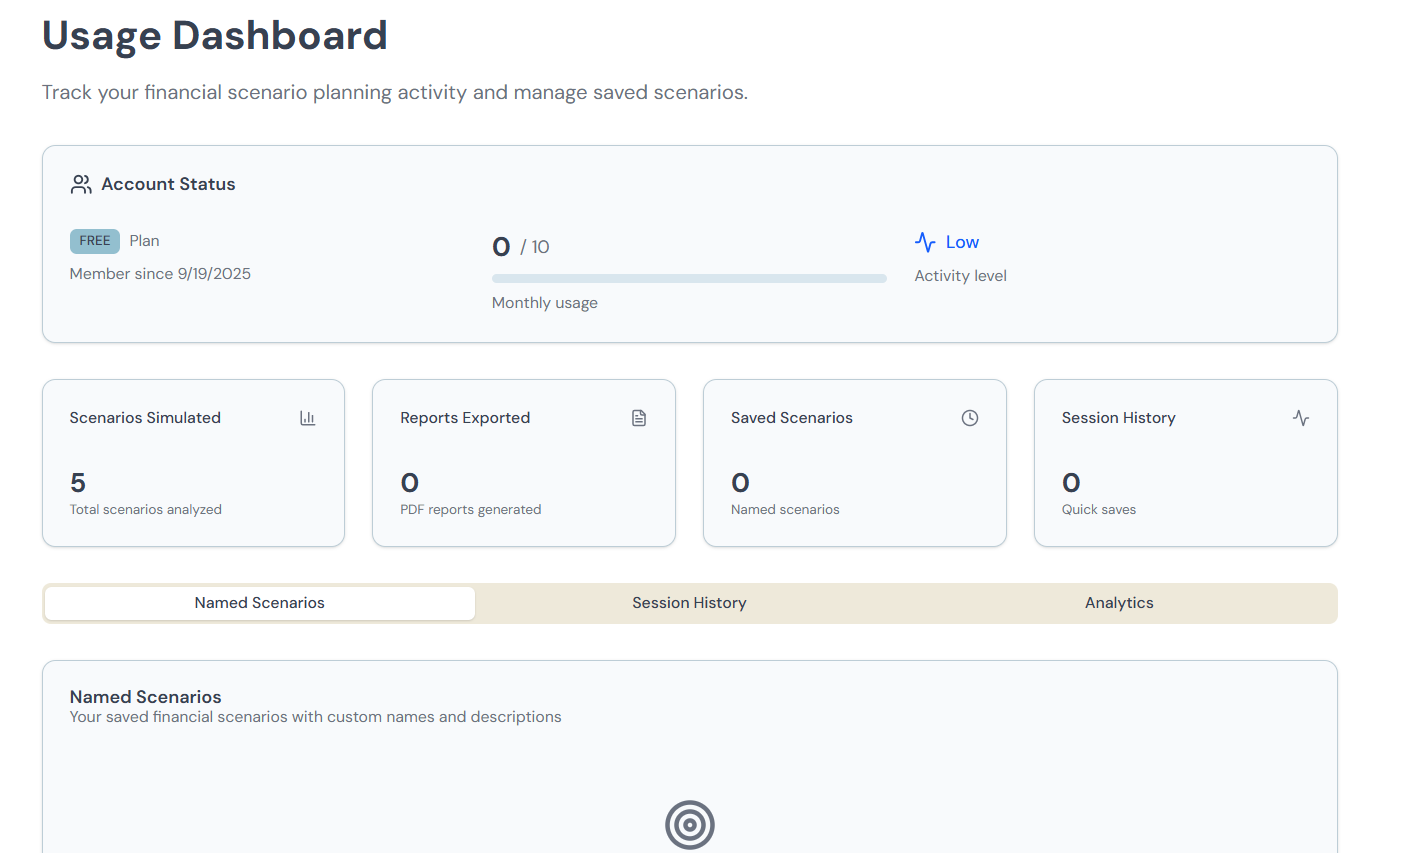 Usage Dashboard
Track your financial scenario planning activity and manage saved scenarios.
Account Status
FREE Plan
Member since 9/19/2025
0 / 10
Monthly usage
Low
Activity level
Scenarios Simulated
5
Total scenarios analyzed
Reports Exported
0
PDF reports generated
Saved Scenarios
0
Named scenarios
Session History
0
Quick saves
Named Scenarios
Session History
Analytics
Named Scenarios
Your saved financial scenarios with custom names and descriptions